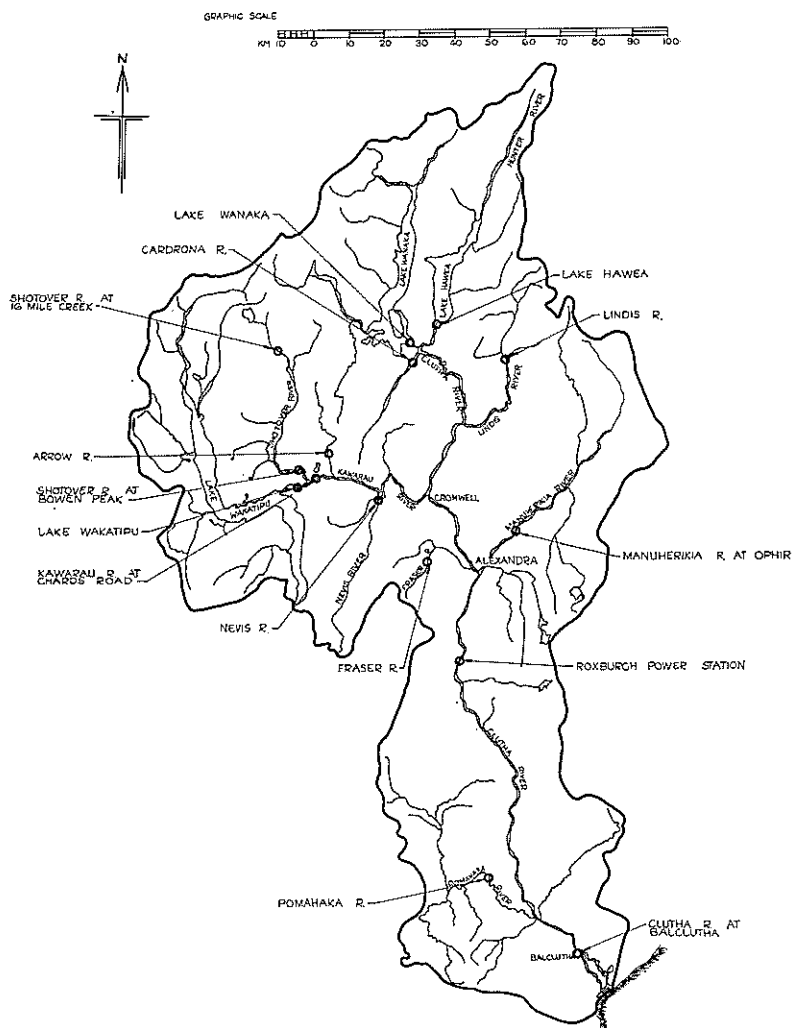 GRAPHIC SCALE
KM 10 0 10 20 30 40 50 60 70 80 90 100
N
HUNTER RIVER
LAKE WANAKA
LAKE WANAKA
CARDRONA R.
LAKE HAWEA
LAKE HAWEA
SHOTOVER R. AT
16 MILE CREEK
LINDIS R.
CLUTHA RIVER
LINDIS RIVER
SHOTOVER RIVER
ARROW R.
KAWARAU RIVER
SHOTOVER R. AT
BOWEN PEAK
LAKE WAKATIPU
CROMWELL
MANUHERIKIA RIVER
LAKE WAKATIPU
MANUHERIKIA R. AT OPHIR
KAWARAU R. AT
CHARDS ROAD
ALEXANDRA
NEVIS RIVER
FRASER R.
NEVIS R.
FRASER R.
ROXBURGH POWER STATION
CLUTHA RIVER
POMAHAKA RIVER
POMAHAKA R.
CLUTHA R. AT
BALCLUTHA
BALCLUTHA